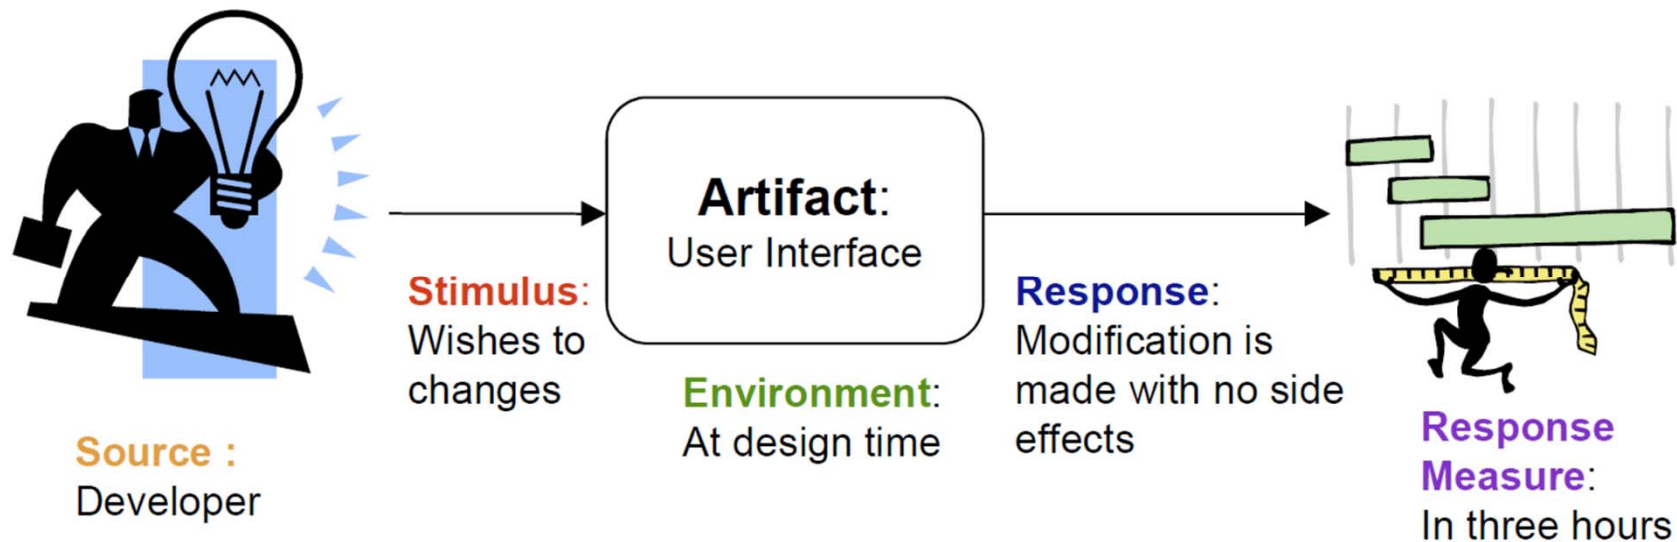 Source :
Developer
Stimulus:
Wishes to
changes
Artifact:
User Interface
Environment:
At design time
Response:
Modification is
made with no side
effects
Response
Measure:
In three hours